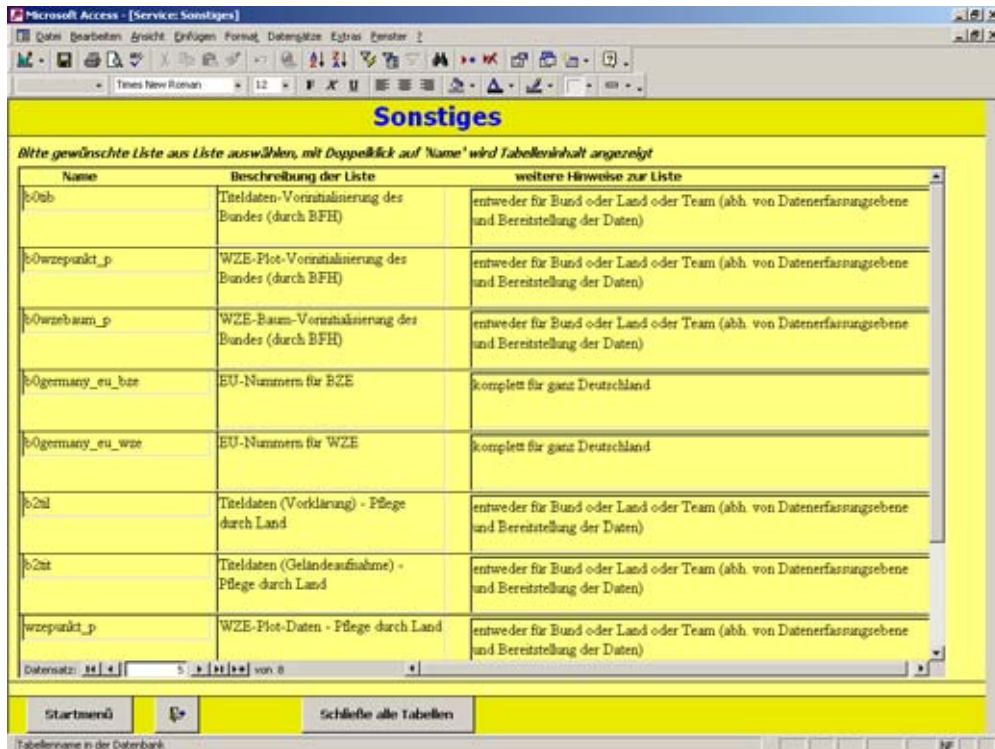 Microsoft Access - [Service: Sonstiges]
Datei Bearbeiten Ansicht Einfügen Format Datensätze Extras Fenster ?
Times New Roman 12 F K U
Sonstiges
Bitte gewünschte Liste aus Liste auswählen, mit Doppelklick auf 'Name' wird Tabelleninhalt angezeigt
Name Beschreibung der Liste weitere Hinweise zur Liste
b0tib Titeldaten-Vorinitialisierung des entweder für Bund oder Land oder Team (abh. von Datenerfassungsebene
Bundes (durch BFH) und Bereitstellung der Daten)
b0wzepunkt_p WZE-Plot-Vorinitialisierung des entweder für Bund oder Land oder Team (abh. von Datenerfassungsebene
Bundes (durch BFH) und Bereitstellung der Daten)
b0wzebaum_p WZE-Baum-Vorinitialisierung des entweder für Bund oder Land oder Team (abh. von Datenerfassungsebene
Bundes (durch BFH) und Bereitstellung der Daten)
b0germany_eu_bze EU-Nummern für BZE komplett für ganz Deutschland
b0germany_eu_wze EU-Nummern für WZE komplett für ganz Deutschland
b2til Titeldaten (Vorklärung) - Pflege entweder für Bund oder Land oder Team (abh. von Datenerfassungsebene
durch Land und Bereitstellung der Daten)
b2tit Titeldaten (Geländeaufnahme) - entweder für Bund oder Land oder Team (abh. von Datenerfassungsebene
Pflege durch Land und Bereitstellung der Daten)
wzepunkt_p WZE-Plot-Daten - Pflege durch Land entweder für Bund oder Land oder Team (abh. von Datenerfassungsebene
und Bereitstellung der Daten)
Datensatz: 5 von 8
Startmenü Schließe alle Tabellen
Tabellenname in der Datenbank NF